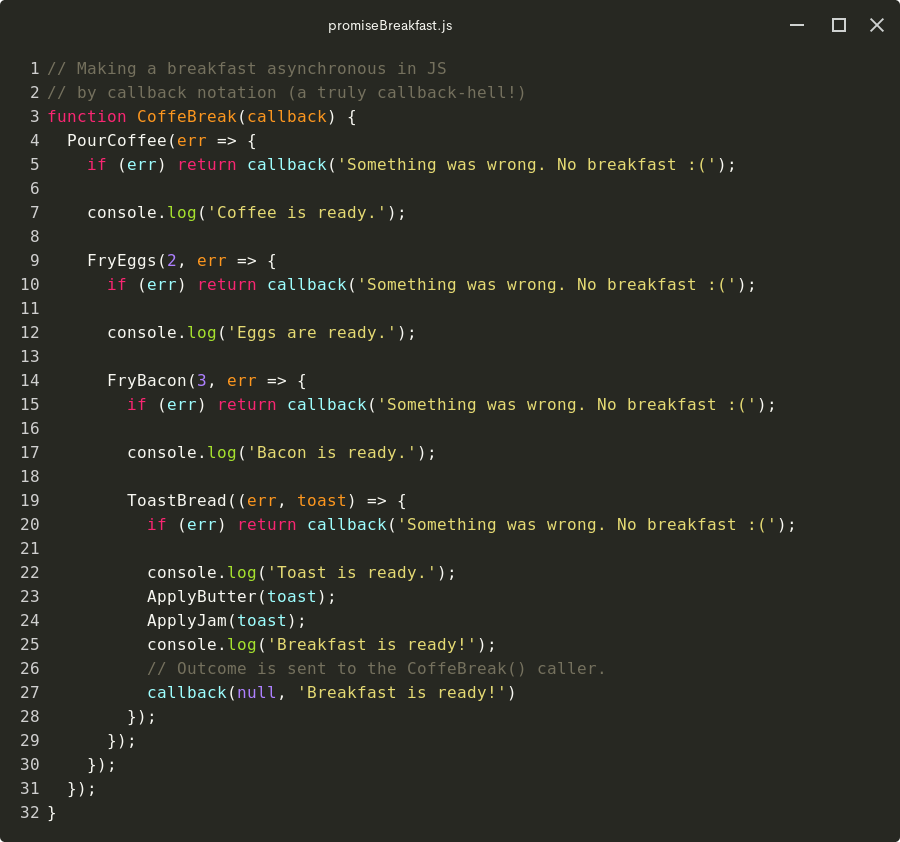 promiseBreakfast.js
1 // Making a breakfast asynchronous in JS
2 // by callback notation (a truly callback-hell!)
3 function CoffeBreak(callback) {
4   PourCoffee(err => {
5     if (err) return callback('Something was wrong. No breakfast :(');
6
7     console.log('Coffee is ready.');
8
9     FryEggs(2, err => {
10       if (err) return callback('Something was wrong. No breakfast :(');
11
12       console.log('Eggs are ready.');
13
14       FryBacon(3, err => {
15         if (err) return callback('Something was wrong. No breakfast :(');
16
17         console.log('Bacon is ready.');
18
19         ToastBread((err, toast) => {
20           if (err) return callback('Something was wrong. No breakfast :(');
21
22           console.log('Toast is ready.');
23           ApplyButter(toast);
24           ApplyJam(toast);
25           console.log('Breakfast is ready!');
26           // Outcome is sent to the CoffeBreak() caller.
27           callback(null, 'Breakfast is ready!')
28         });
29       });
30     });
31   });
32 }